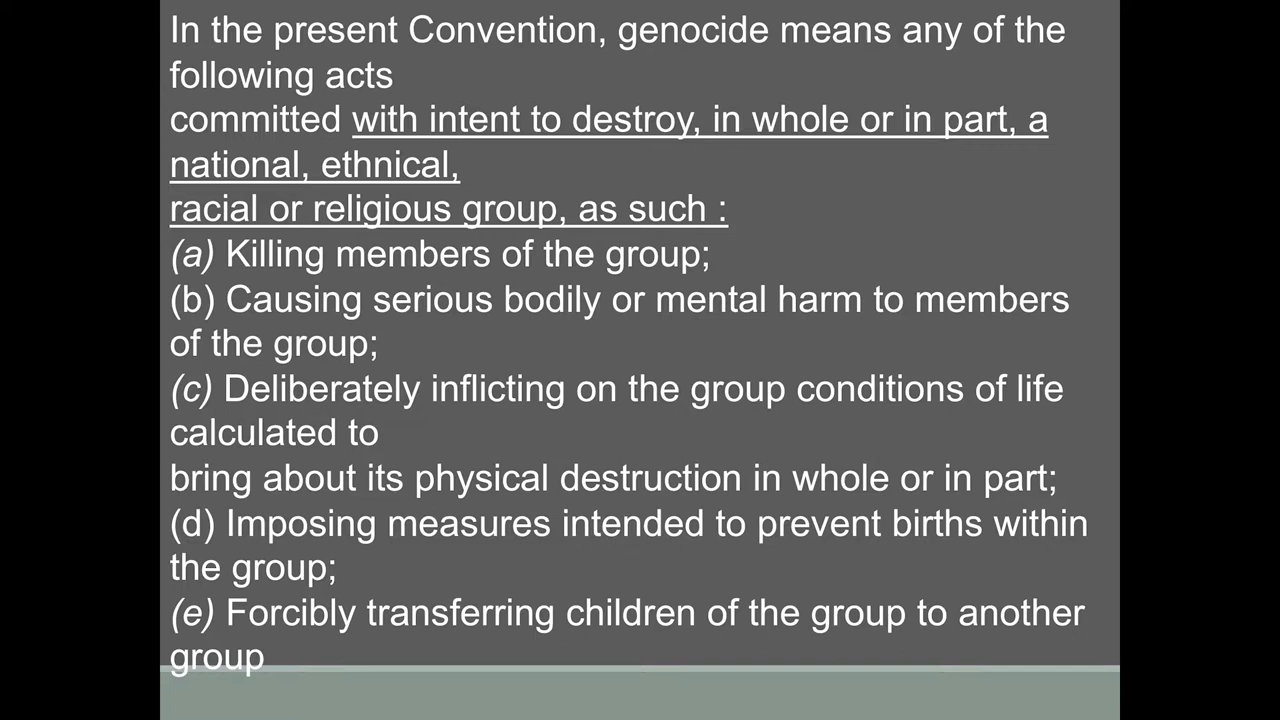 In the present Convention, genocide means any of the
following acts
committed with intent to destroy, in whole or in part, a
national, ethnical,
racial or religious group, as such :
(a) Killing members of the group;
(b) Causing serious bodily or mental harm to members
of the group;
(c) Deliberately inflicting on the group conditions of life
calculated to
bring about its physical destruction in whole or in part;
(d) Imposing measures intended to prevent births within
the group;
(e) Forcibly transferring children of the group to another
group